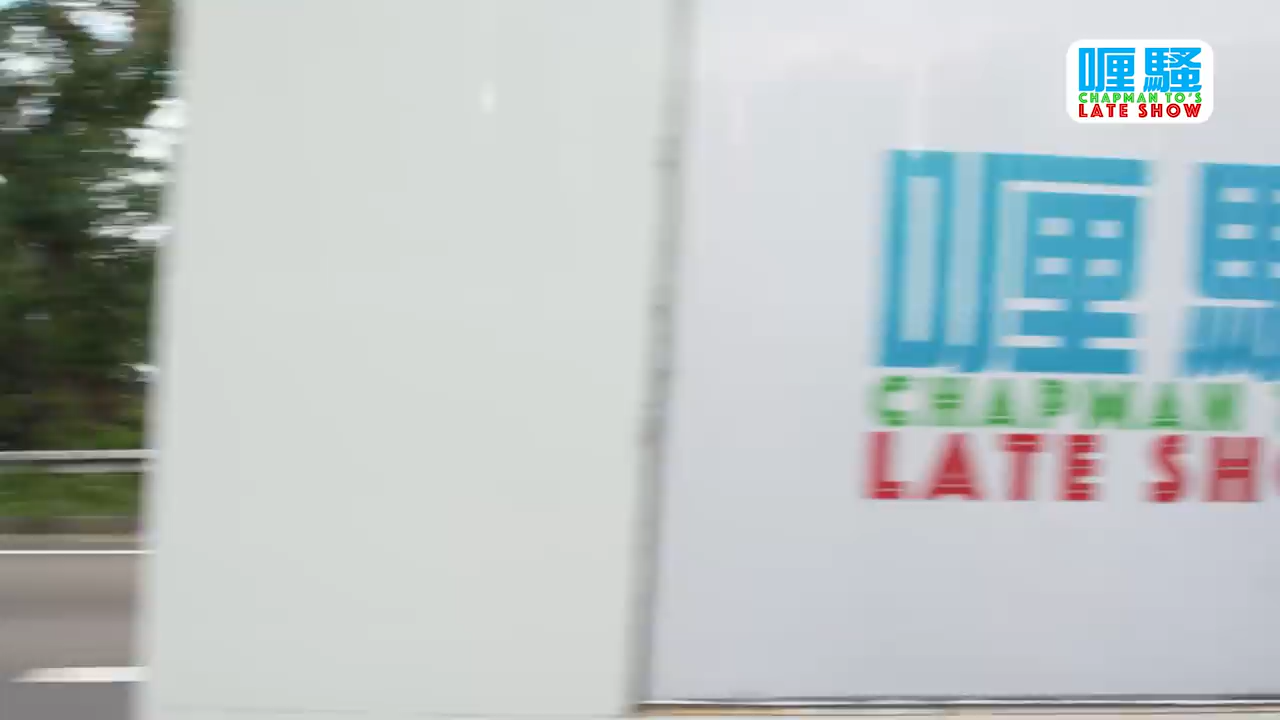 喱騷
CHAPMAN TO'S
LATE SHOW
喱
CHAPMAN
LATE SH